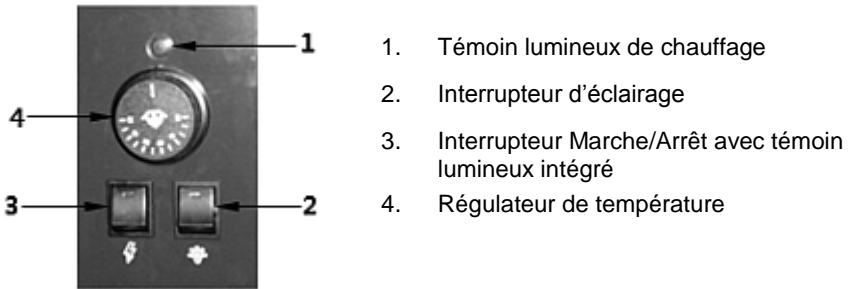 1
4
3
2
1. Témoin lumineux de chauffage
2. Interrupteur d’éclairage
3. Interrupteur Marche/Arrêt avec témoin
lumineux intégré
4. Régulateur de température